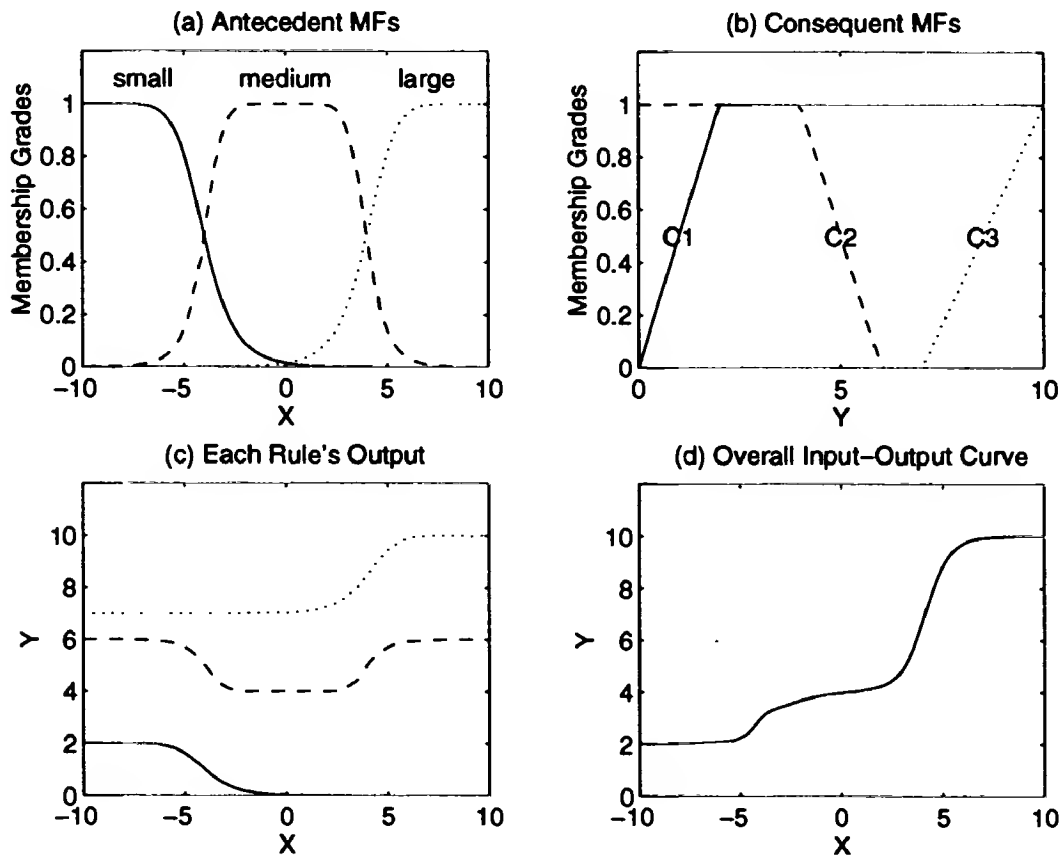 (a) Antecedent MFs
small medium large
Membership Grades
1
0.8
0.6
0.4
0.2
0
−10 −5 0 5 10
X
(b) Consequent MFs
Membership Grades
1
0.8
0.6
0.4
0.2
0
C1 C2 C3
0 5 10
Y
(c) Each Rule's Output
Y
10
8
6
4
2
0
−10 −5 0 5 10
X
(d) Overall Input−Output Curve
Y
10
8
6
4
2
0
−10 −5 0 5 10
X